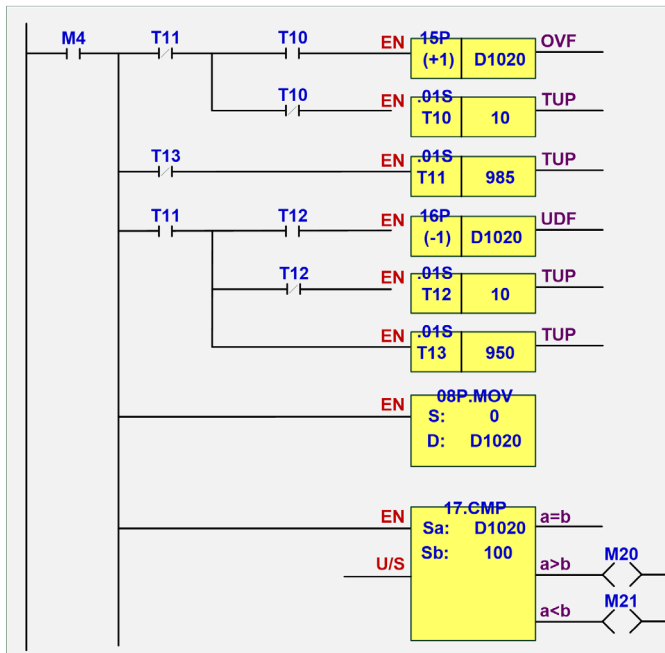 M4 T11 T10 EN 15P OVF
(+1) D1020
T10 EN .01S TUP
T10 10
T13 EN .01S TUP
T11 985
T11 T12 EN 16P UDF
(-1) D1020
T12 EN .01S TUP
T12 10
EN .01S TUP
T13 950
EN 08P.MOV
S: 0
D: D1020
17.CMP
EN Sa: D1020 a=b
Sb: 100
U/S a>b M20
a<b M21